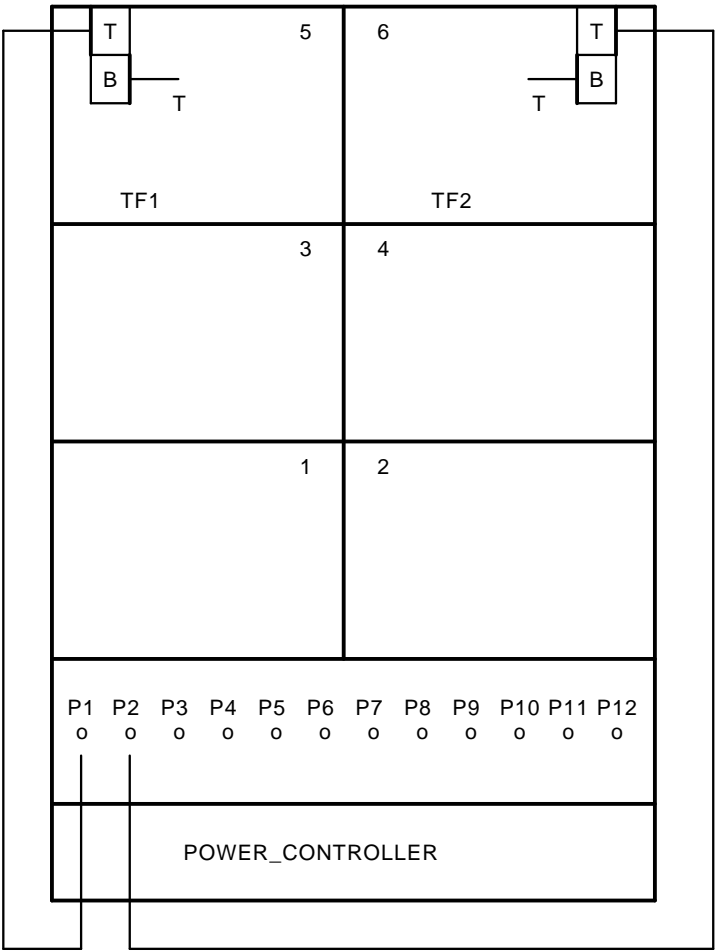 T 5 6 T
B B
T T
TF1 TF2
3 4
1 2
P1 P2 P3 P4 P5 P6 P7 P8 P9 P10 P11 P12
o o o o o o o o o o o o
POWER_CONTROLLER